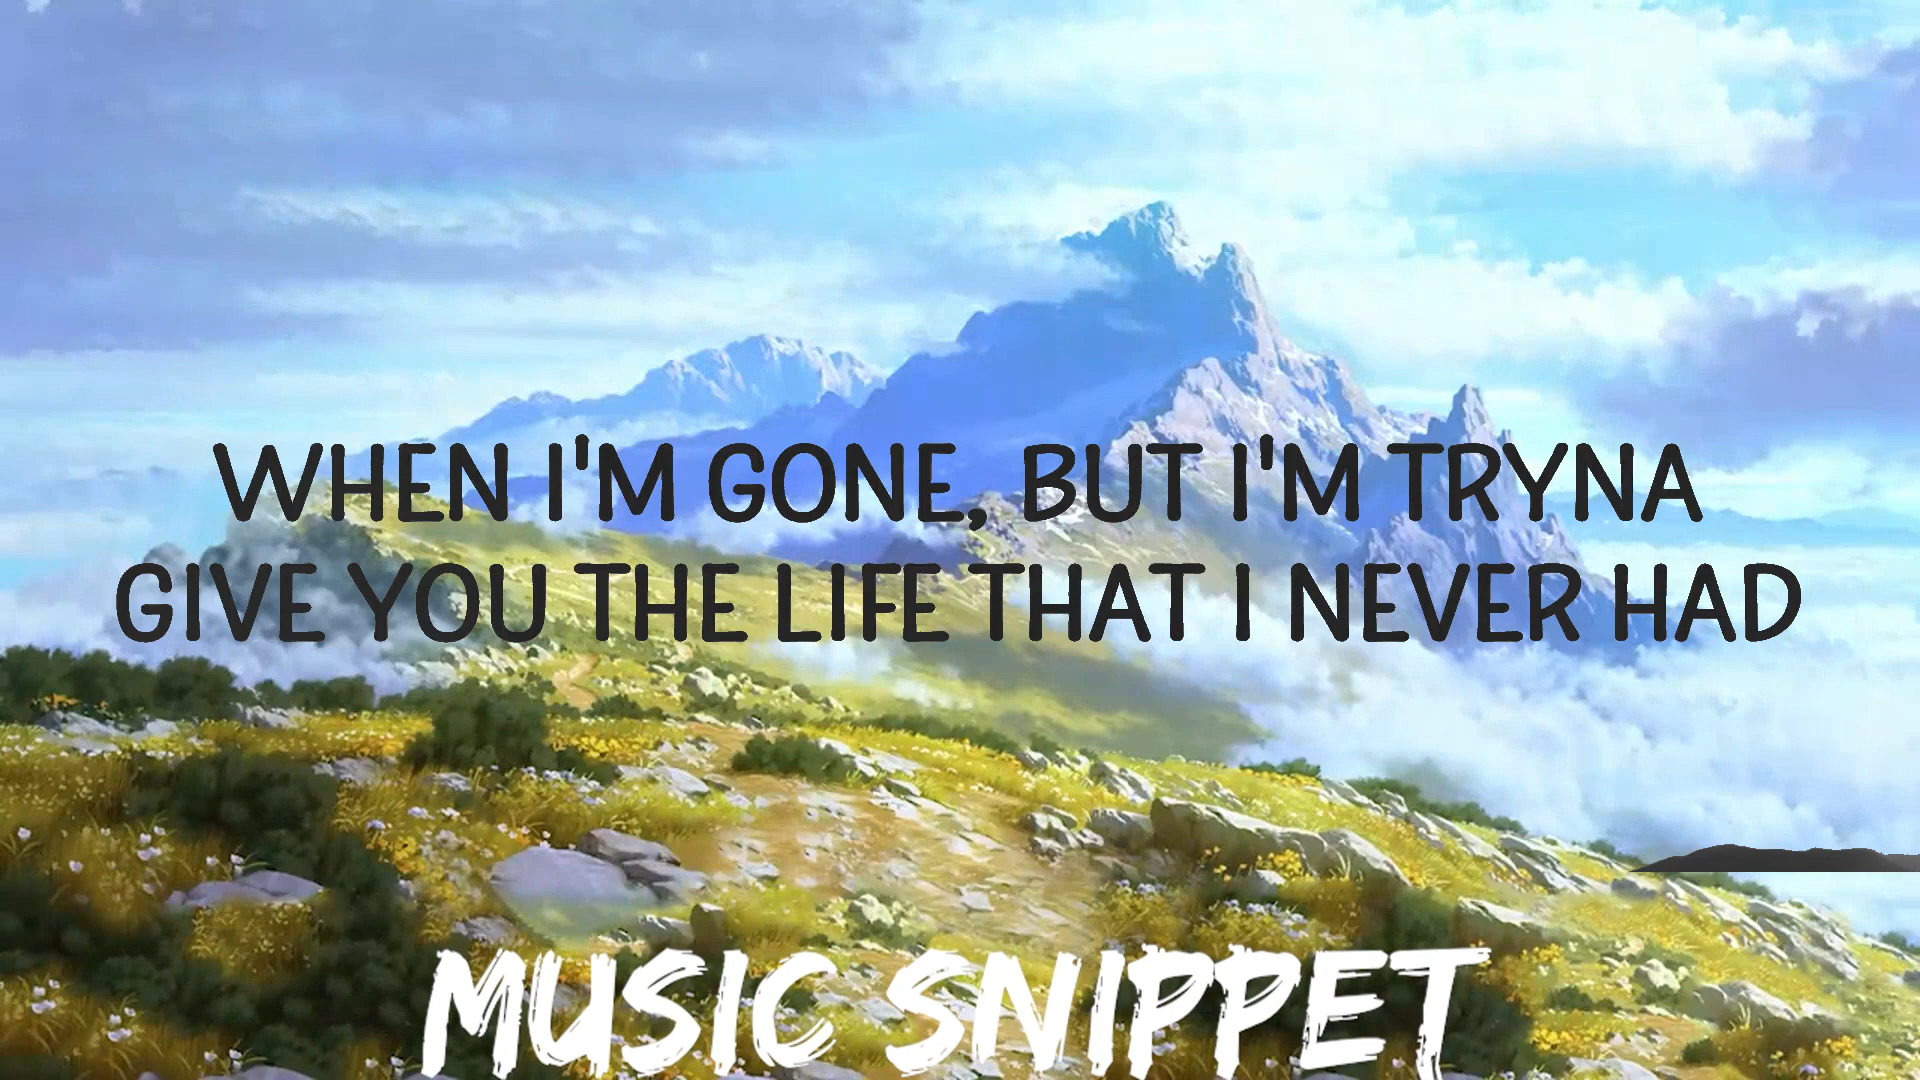 WHEN I'M GONE, BUT I'M TRYNA
GIVE YOU THE LIFE THAT I NEVER HAD
MUSIC SNIPPET